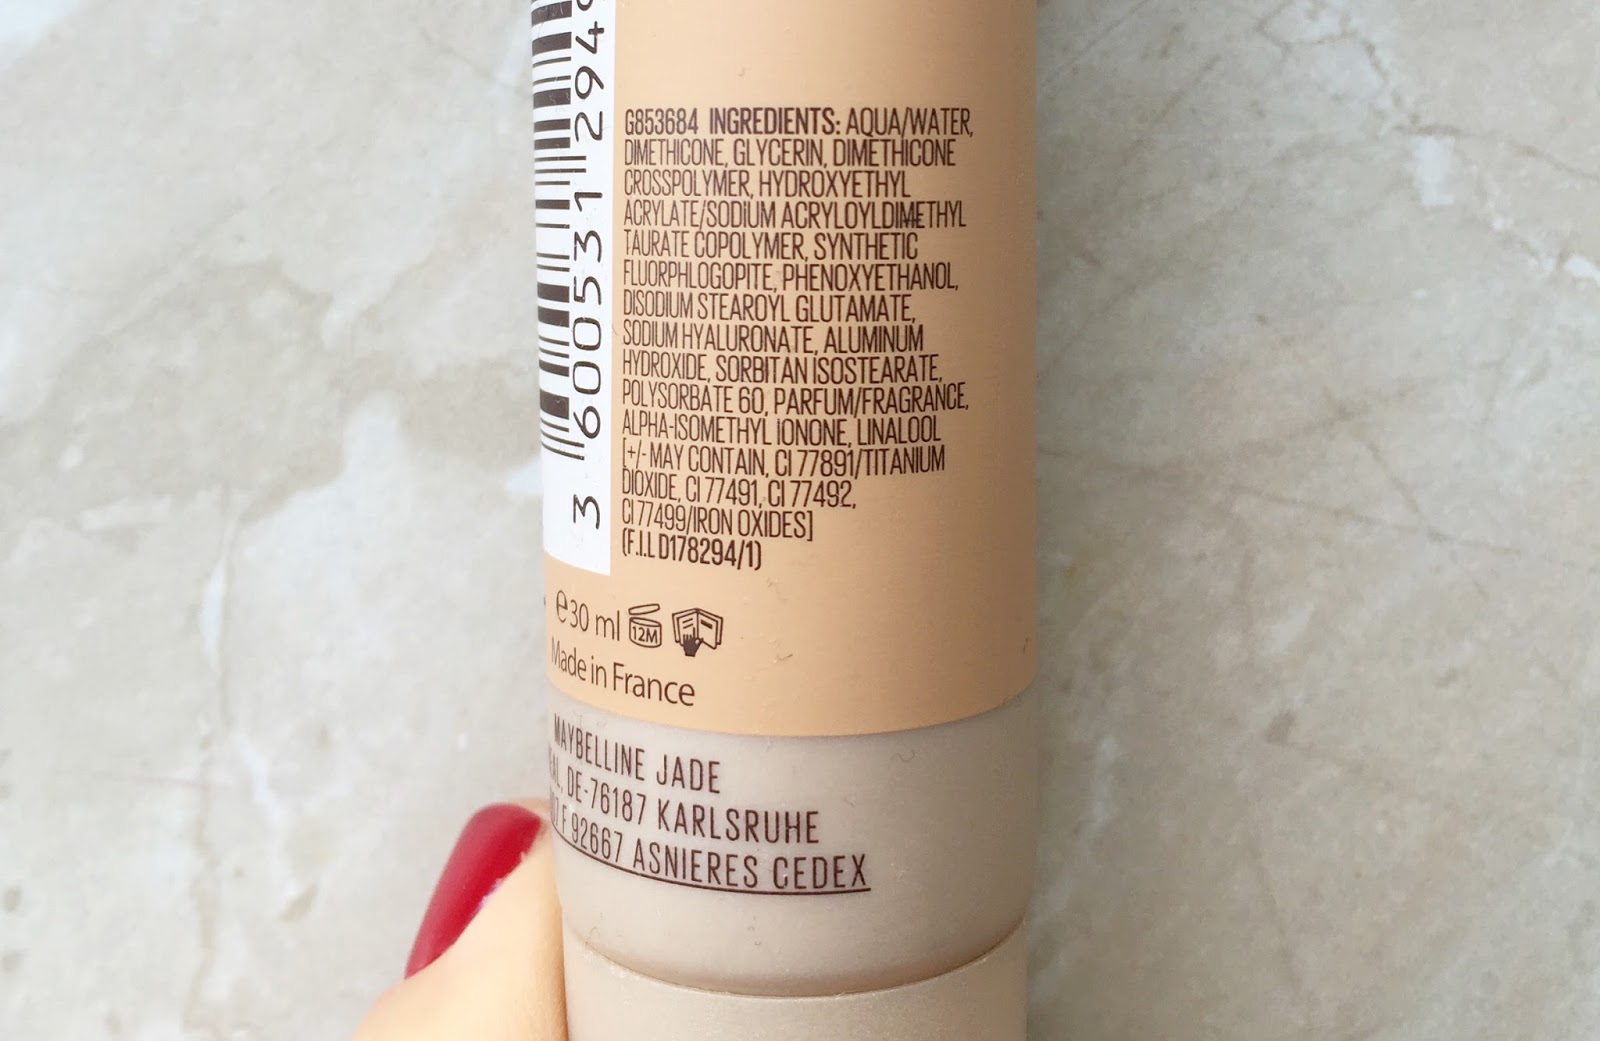 3 600531 294
G853684 INGREDIENTS: AQUA/WATER,
DIMETHICONE, GLYCERIN, DIMETHICONE
CROSSPOLYMER, HYDROXYETHYL
ACRYLATE/SODIUM ACRYLOYLDIMETHYL
TAURATE COPOLYMER, SYNTHETIC
FLUORPHLOGOPITE, PHENOXYETHANOL,
DISODIUM STEAROYL GLUTAMATE,
SODIUM HYALURONATE, ALUMINUM
HYDROXIDE, SORBITAN ISOSTEARATE,
POLYSORBATE 60, PARFUM/FRAGRANCE,
ALPHA-ISOMETHYL IONONE, LINALOOL
[+/- MAY CONTAIN, CI 77891/TITANIUM
DIOXIDE, CI 77491, CI 77492,
CI 77499/IRON OXIDES]
(F.I.L D178294/1)
e 30 ml 12M
Made in France
MAYBELLINE JADE
DE-76187 KARLSRUHE
F 92667 ASNIERES CEDEX